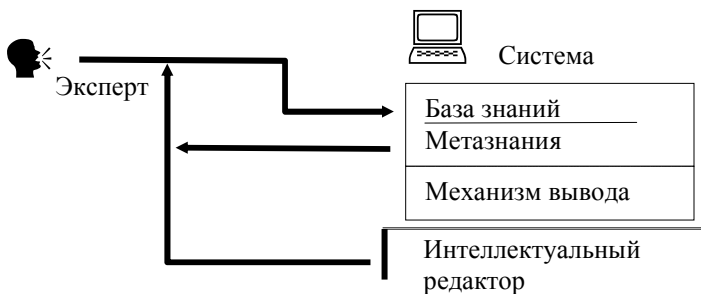 Система
Эксперт
База знаний
Метазнания
Механизм вывода
Интеллектуальный
редактор